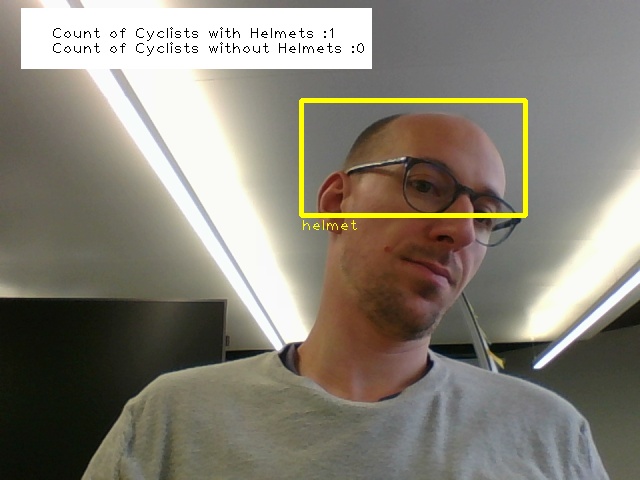 Count of Cyclists with Helmets :1
Count of Cyclists without Helmets :0
helmet